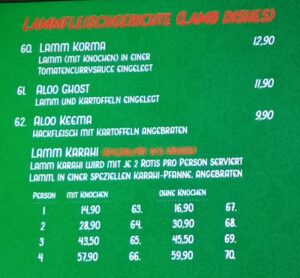 LAMMFLEISCHGERICHTE (LAMB DISHES)
60. LAMM KORMA 12,90
LAMM (MIT KNOCHEN) IN EINER
TOMATENCURRYSAUCE EINGELEGT
61. ALOO GHOST 11,90
LAMM UND KARTOFFELN EINGELEGT
62. ALOO KEEMA 9,90
HACKFLEISCH MIT KARTOFFELN ANGEBRATEN
LAMM KARAHI SPEZIALITÄT DES HAUSES
LAMM KARAHI WIRD MIT JE 2 ROTIS PRO PERSON SERVIERT
LAMM, IN EINER SPEZIELLEN KARAHI-PFANNE, ANGEBRATEN
PERSON MIT KNOCHEN OHNE KNOCHEN
1 14,90 63. 16,90 67.
2 28,90 64. 30,90 68.
3 43,50 65. 45,50 69.
4 57,90 66. 59,90 70.